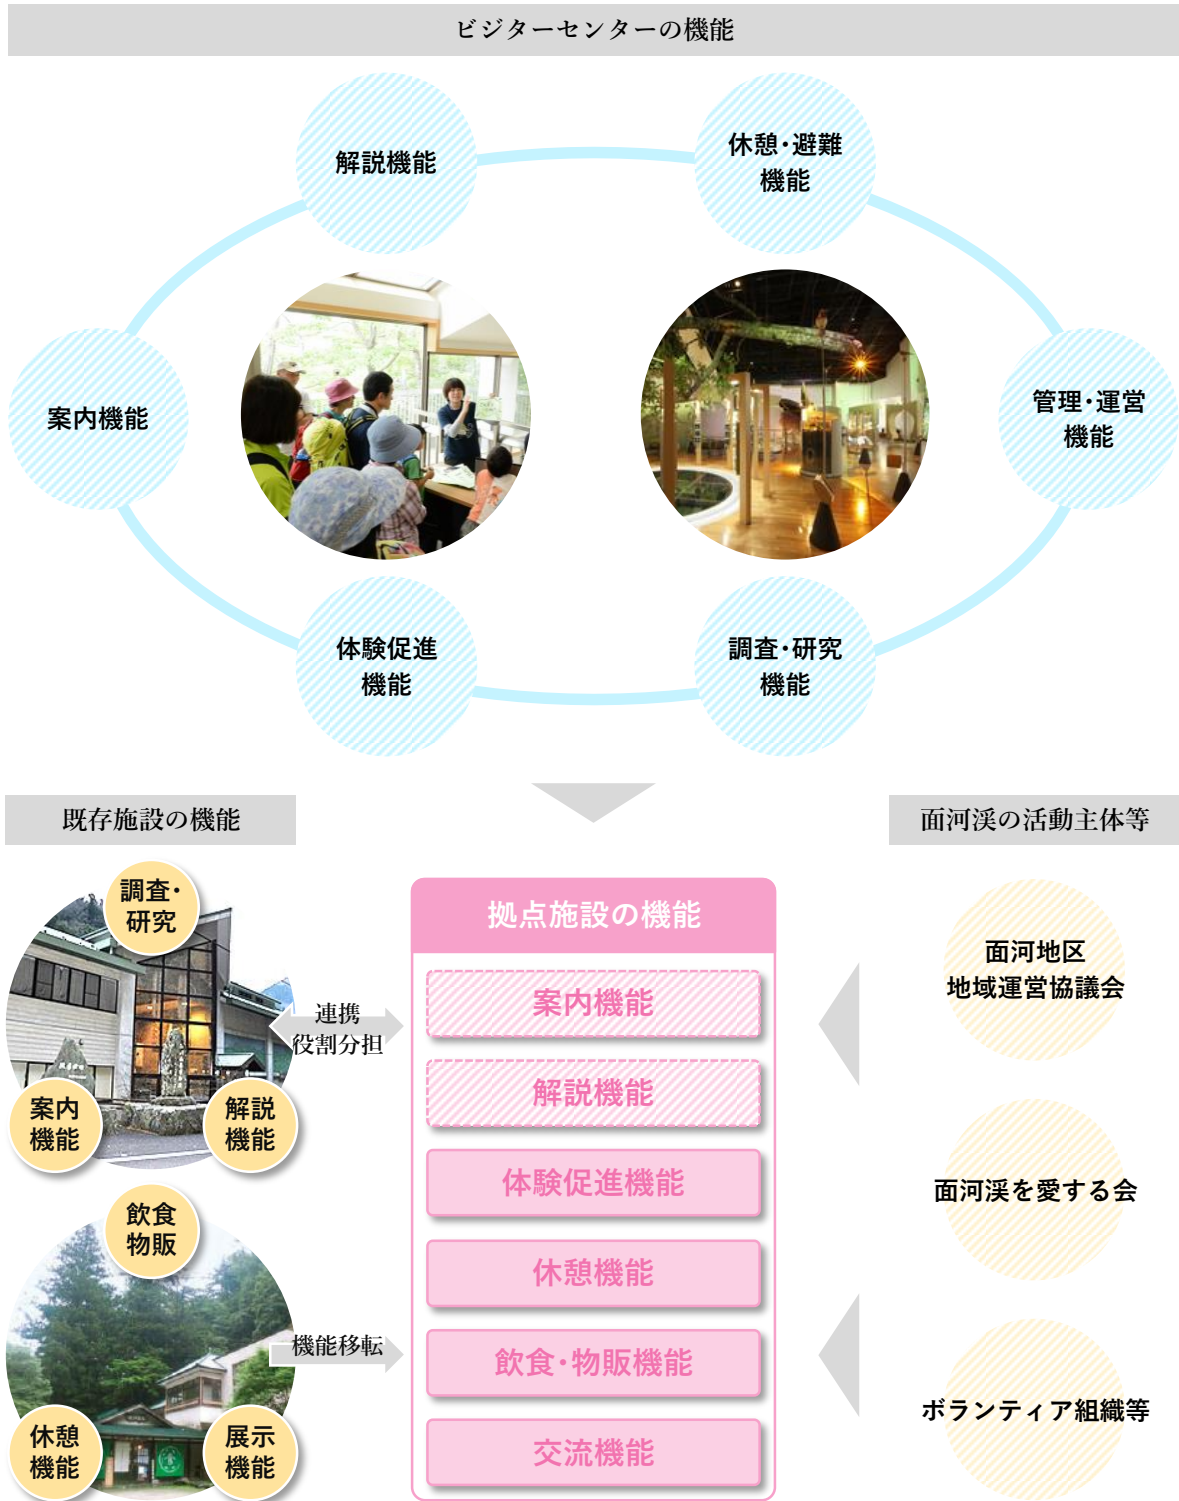 ビジターセンターの機能
解説機能
休憩・避難
機能
案内機能
管理・運営
機能
体験促進
機能
調査・研究
機能
既存施設の機能
調査・
研究
案内
機能
解説
機能
連携
役割分担
飲食
物販
休憩
機能
展示
機能
機能移転
拠点施設の機能
案内機能
解説機能
体験促進機能
休憩機能
飲食・物販機能
交流機能
面河渓の活動主体等
面河地区
地域運営協議会
面河渓を愛する会
ボランティア組織等